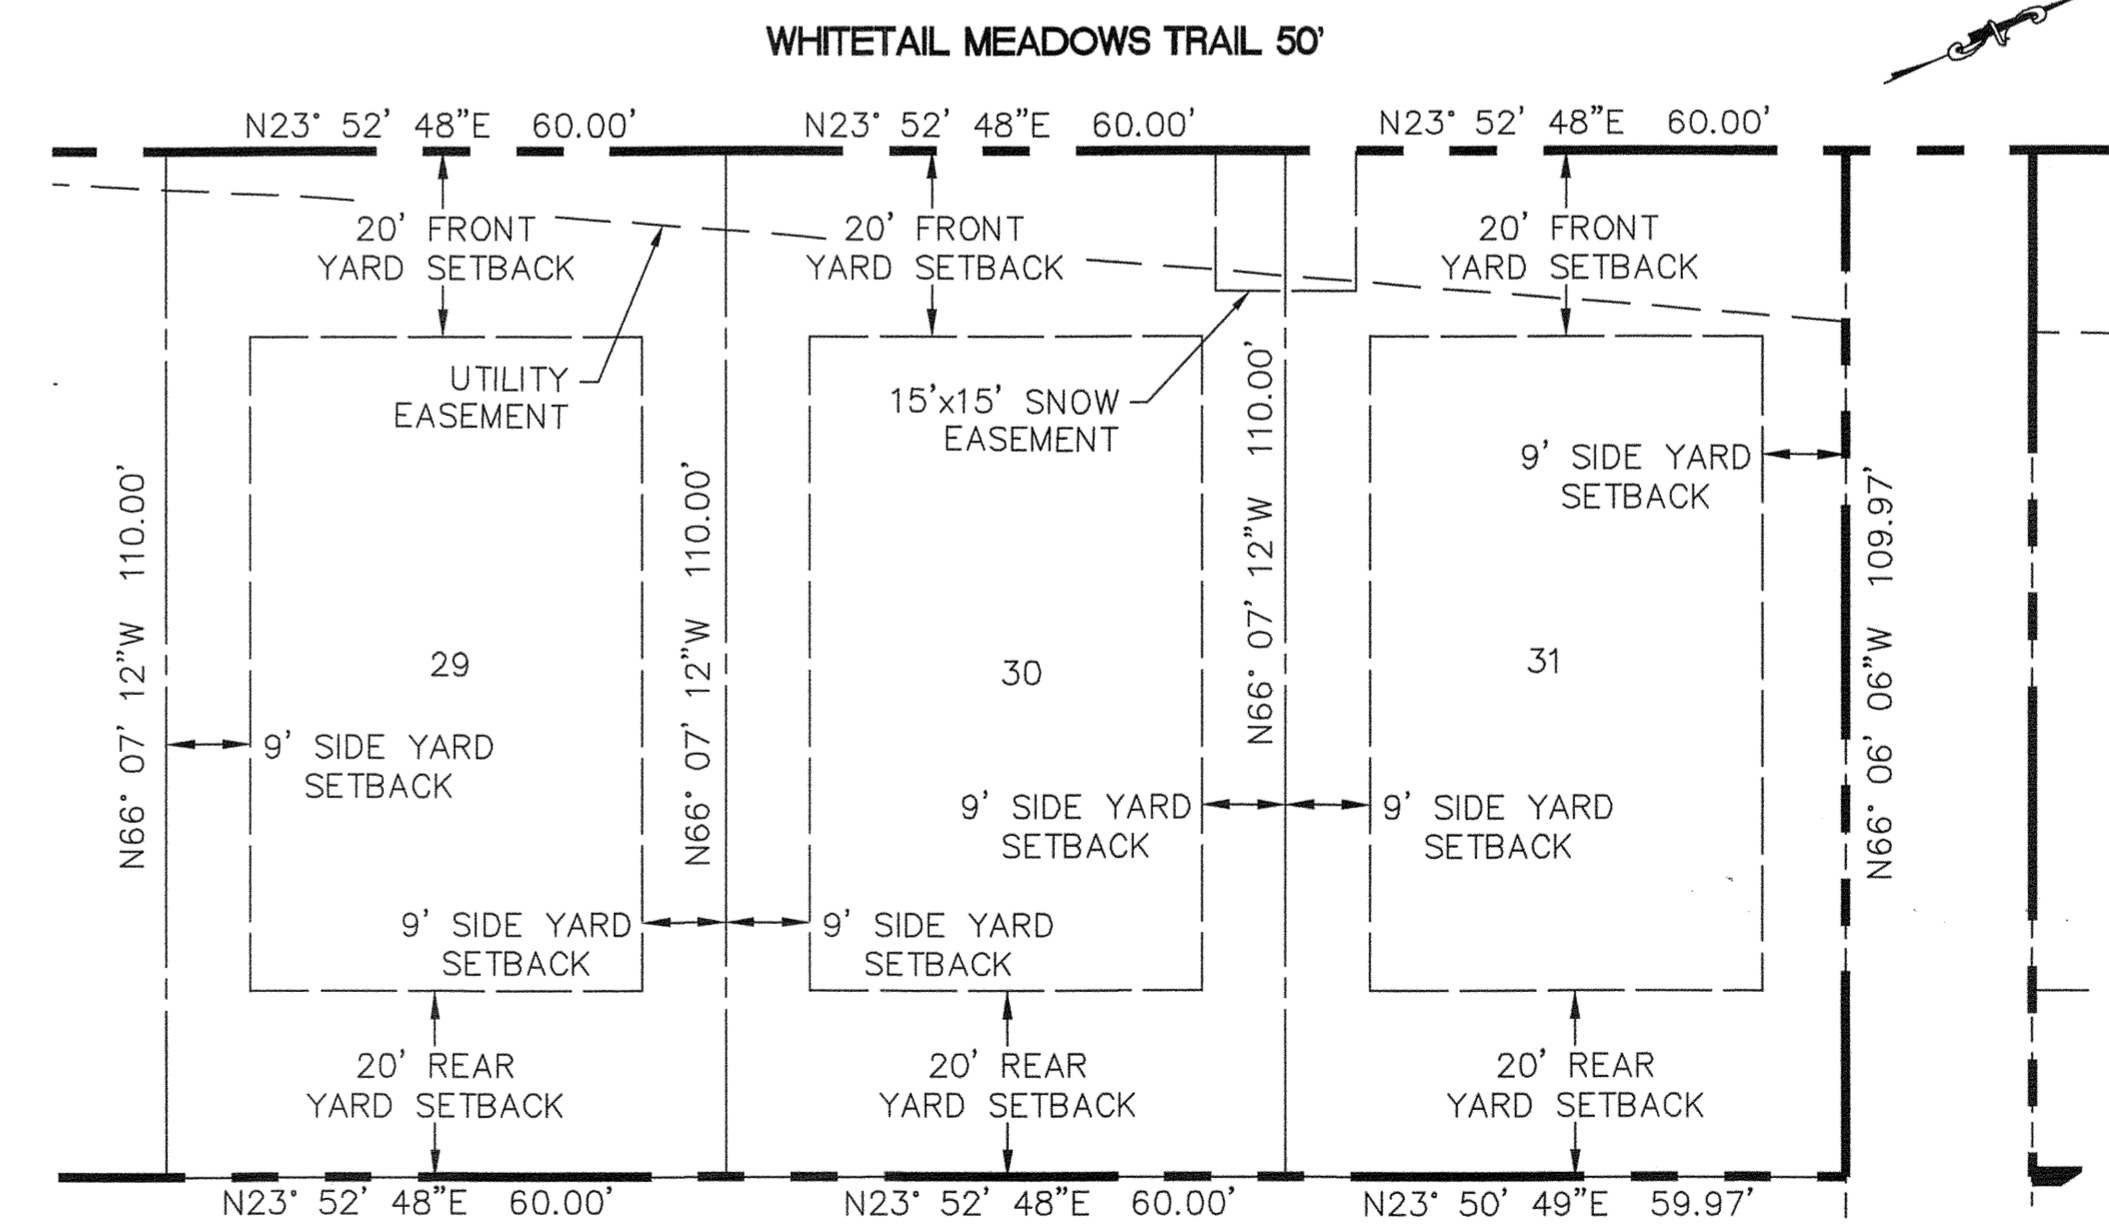 WHITETAIL MEADOWS TRAIL 50'
N23° 52' 48"E 60.00'
N23° 52' 48"E 60.00'
N23° 52' 48"E 60.00'
20' FRONT
YARD SETBACK
20' FRONT
YARD SETBACK
20' FRONT
YARD SETBACK
UTILITY
EASEMENT
15'x15' SNOW
EASEMENT
9' SIDE YARD
SETBACK
N66° 07' 12"W 110.00'
N66° 07' 12"W 110.00'
N66° 07' 12"W 110.00'
N66° 06' 06"W 109.97'
29
30
31
9' SIDE YARD
SETBACK
9' SIDE YARD
SETBACK
9' SIDE YARD
SETBACK
9' SIDE YARD
SETBACK
9' SIDE YARD
SETBACK
20' REAR
YARD SETBACK
20' REAR
YARD SETBACK
20' REAR
YARD SETBACK
N23° 52' 48"E 60.00'
N23° 52' 48"E 60.00'
N23° 50' 49"E 59.97'